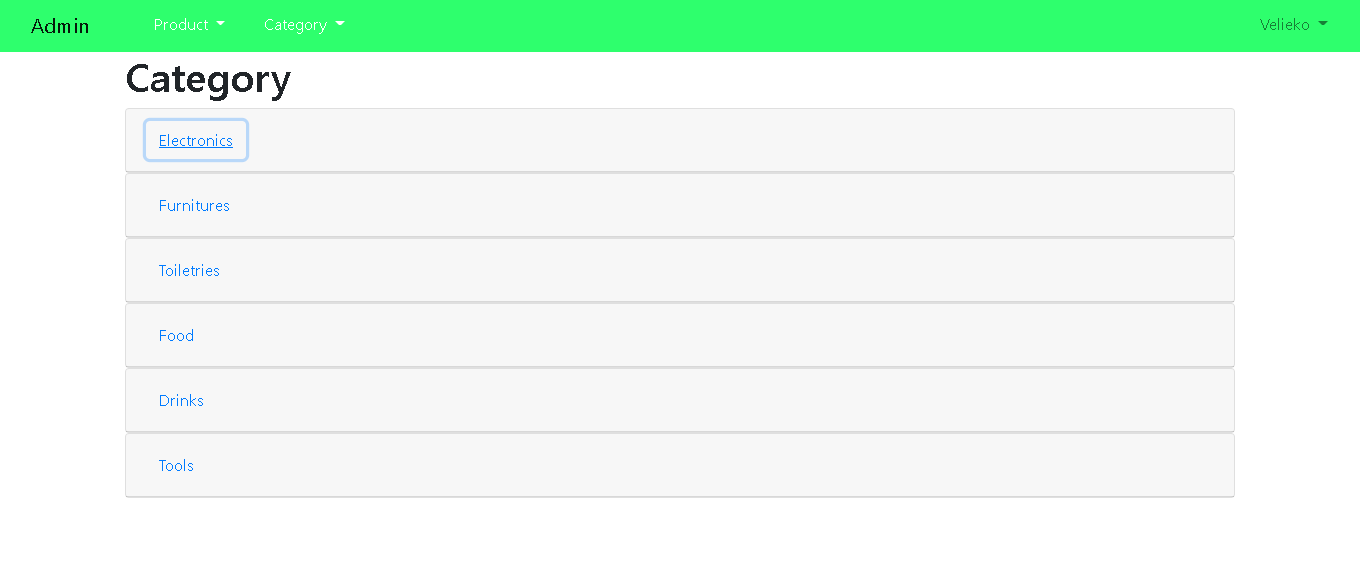 Admin Product Category Velieko
Category
Electronics
Furnitures
Toiletries
Food
Drinks
Tools